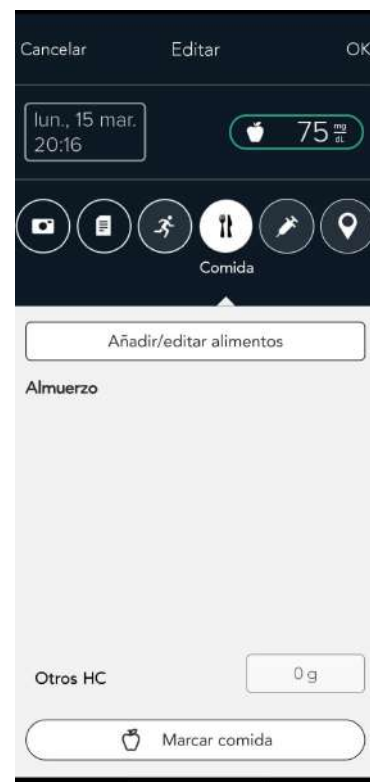 Cancelar Editar OK
lun., 15 mar.
20:16
75 mg/dL
Comida
Añadir/editar alimentos
Almuerzo
Otros HC 0 g
Marcar comida